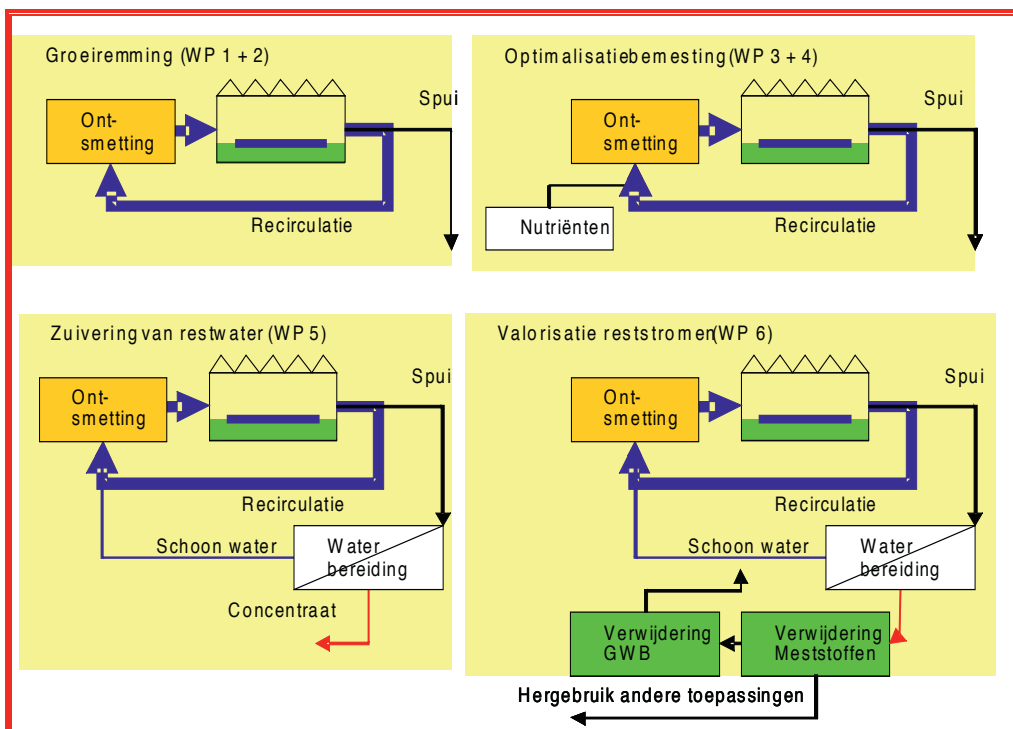 Groeiremming (WP 1 + 2)
Spui
Ont-
smetting
Recirculatie
Optimalisatiebemesting (WP 3 + 4)
Spui
Ont-
smetting
Nutriënten
Recirculatie
Zuivering van restwater (WP 5)
Spui
Ont-
smetting
Recirculatie
Schoon water
Water
bereiding
Concentraat
Valorisatie reststromen (WP 6)
Spui
Ont-
smetting
Recirculatie
Schoon water
Water
bereiding
Verwijdering
GWB
Verwijdering
Meststoffen
Hergebruik andere toepassingen